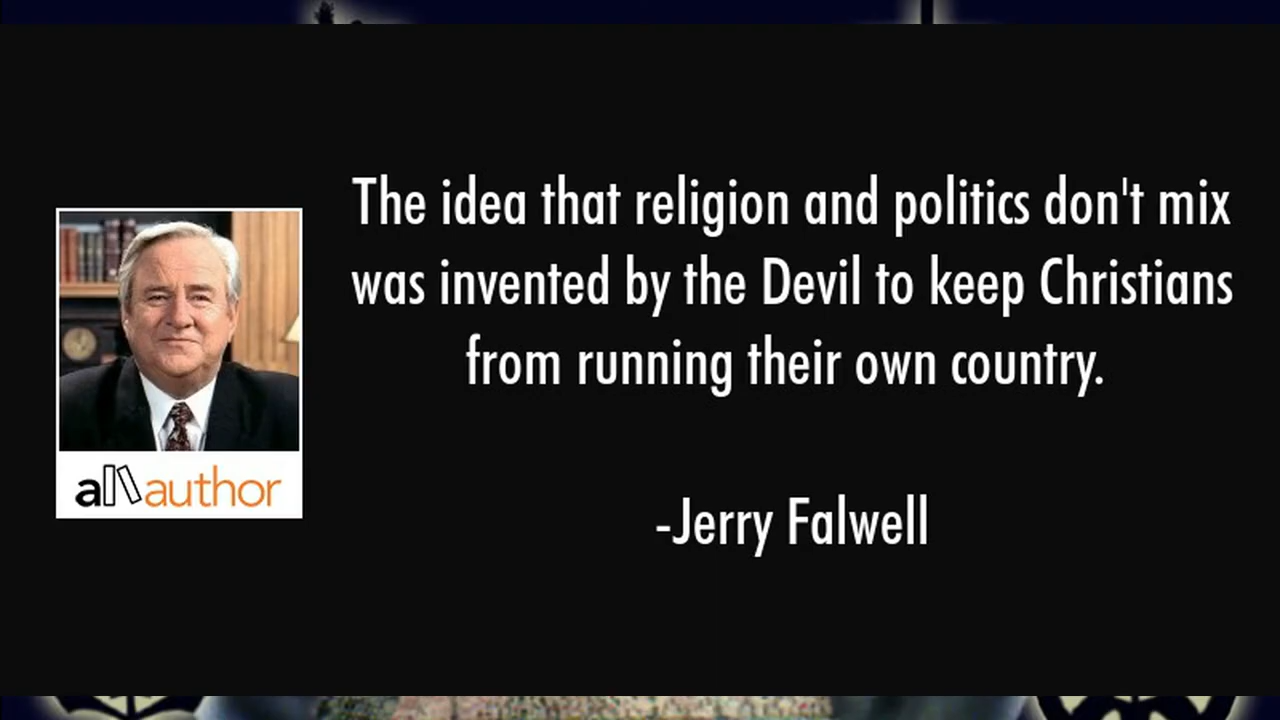 The idea that religion and politics don't mix
was invented by the Devil to keep Christians
from running their own country.
allauthor
-Jerry Falwell